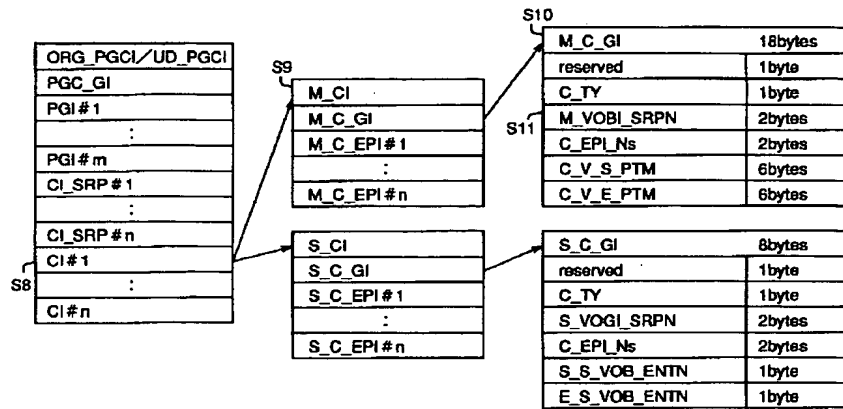 ORG_PGCI/UD_PGCI
PGC_GI
PGI#1
:
PGI#m
CI_SRP#1
:
CI_SRP#n
S8
CI#1
:
CI#n
S9
M_CI
M_C_GI
M_C_EPI#1
:
M_C_EPI#n
S_CI
S_C_GI
S_C_EPI#1
:
S_C_EPI#n
S10
M_C_GI 18bytes
reserved 1byte
C_TY 1byte
S11
M_VOBI_SRPN 2bytes
C_EPI_Ns 2bytes
C_V_S_PTM 6bytes
C_V_E_PTM 6bytes
S_C_GI 8bytes
reserved 1byte
C_TY 1byte
S_VOGI_SRPN 2bytes
C_EPI_Ns 2bytes
S_S_VOB_ENTN 1byte
E_S_VOB_ENTN 1byte